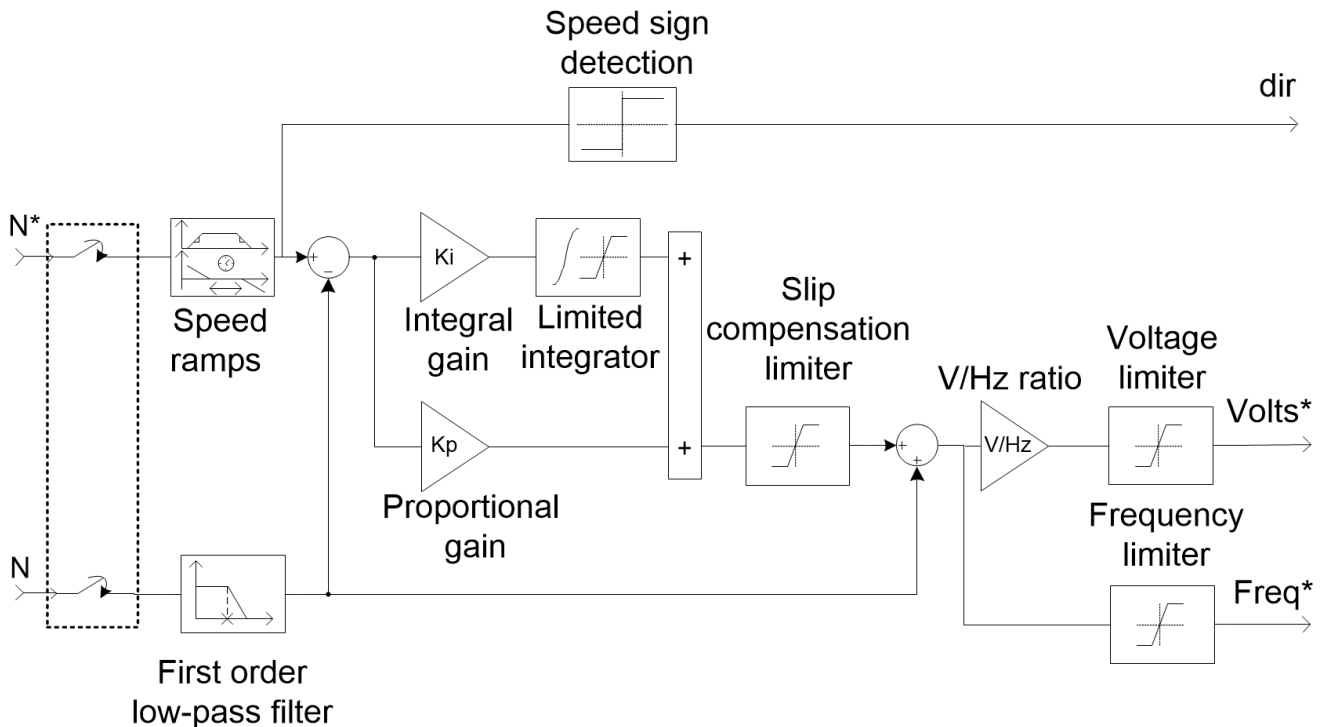 Speed sign
detection
dir
N*
+
−
Ki
+
Speed
ramps
Integral
gain
Limited
integrator
Slip
compensation
limiter
V/Hz ratio
Voltage
limiter
Volts*
Kp
+
+
+
V/Hz
Proportional
gain
Frequency
limiter
N
Freq*
First order
low-pass filter